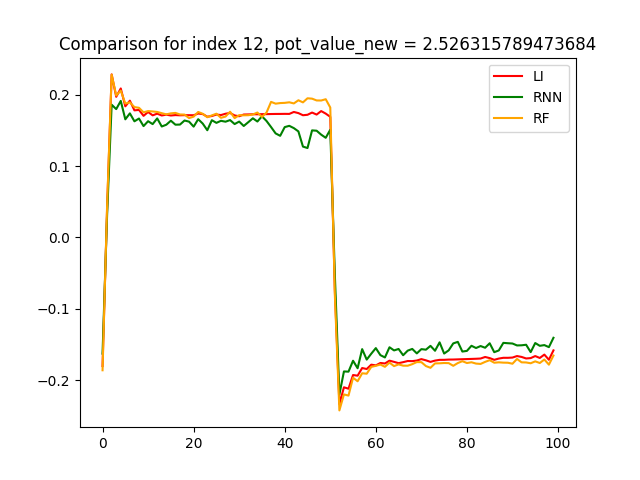 Comparison for index 12, pot_value_new = 2.526315789473684
LI
RNN
RF
0.2
0.1
0.0
−0.1
−0.2
0 20 40 60 80 100